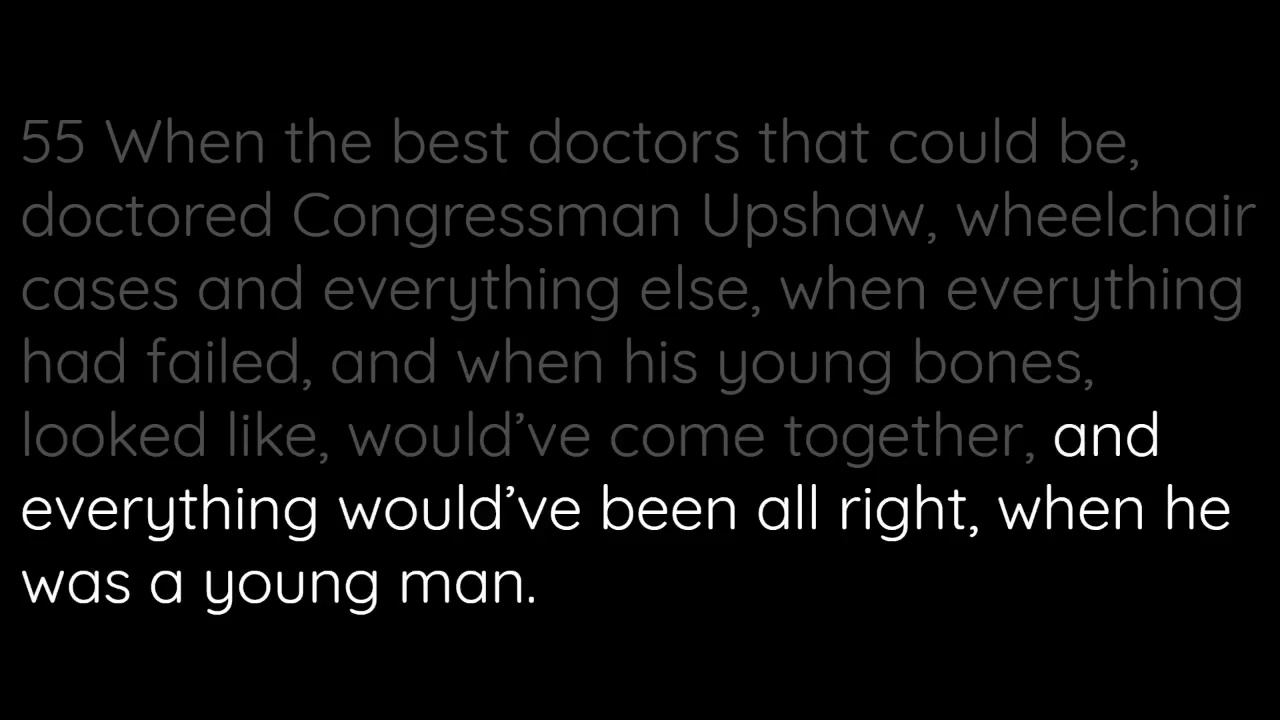 55 When the best doctors that could be,
doctored Congressman Upshaw, wheelchair
cases and everything else, when everything
had failed, and when his young bones,
looked like, would’ve come together, and
everything would’ve been all right, when he
was a young man.